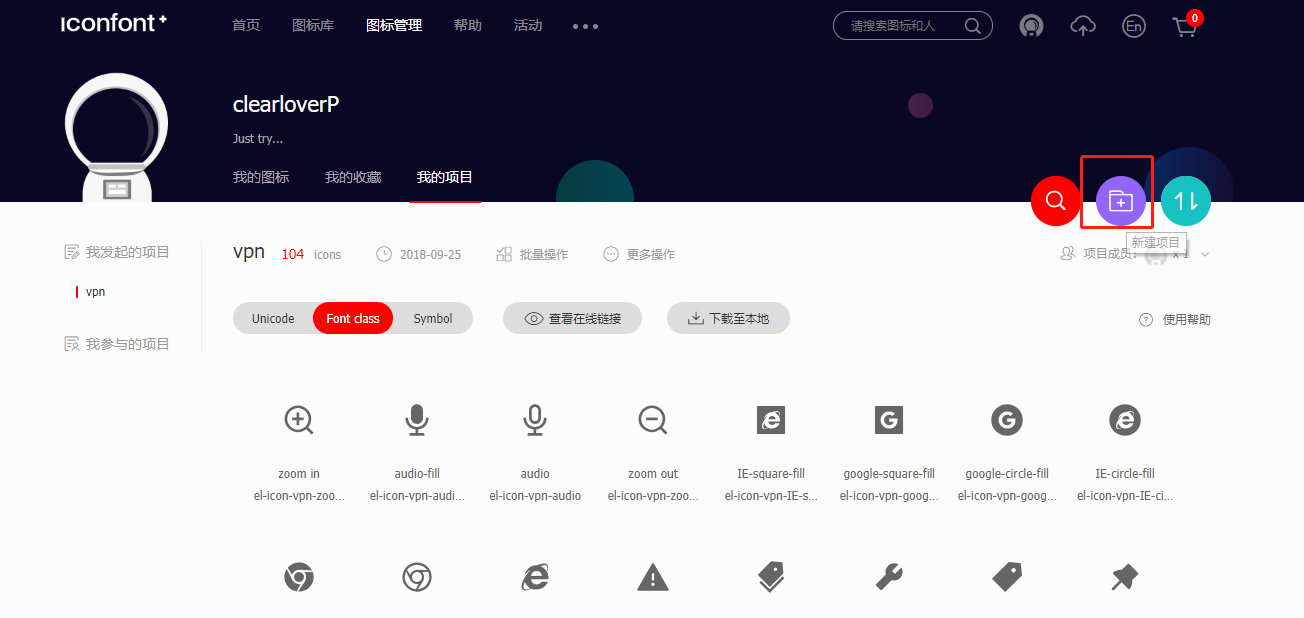 iconfont+
首页 图标库 图标管理 帮助 活动 •••
请搜索图标和人
En
0
clearloverP
Just try...
我的图标 我的收藏 我的项目
新建项目
我发起的项目
vpn
我参与的项目
vpn 104 icons 2018-09-25 批量操作 更多操作 项目成员: x 1
Unicode Font class Symbol 查看在线链接 下载至本地 使用帮助
zoom in audio-fill audio zoom out IE-square-fill google-square-fill google-circle-fill IE-circle-fill
el-icon-vpn-zoo... el-icon-vpn-audi... el-icon-vpn-audio el-icon-vpn-zoo... el-icon-vpn-IE-s... el-icon-vpn-goog... el-icon-vpn-goog... el-icon-vpn-IE-ci...